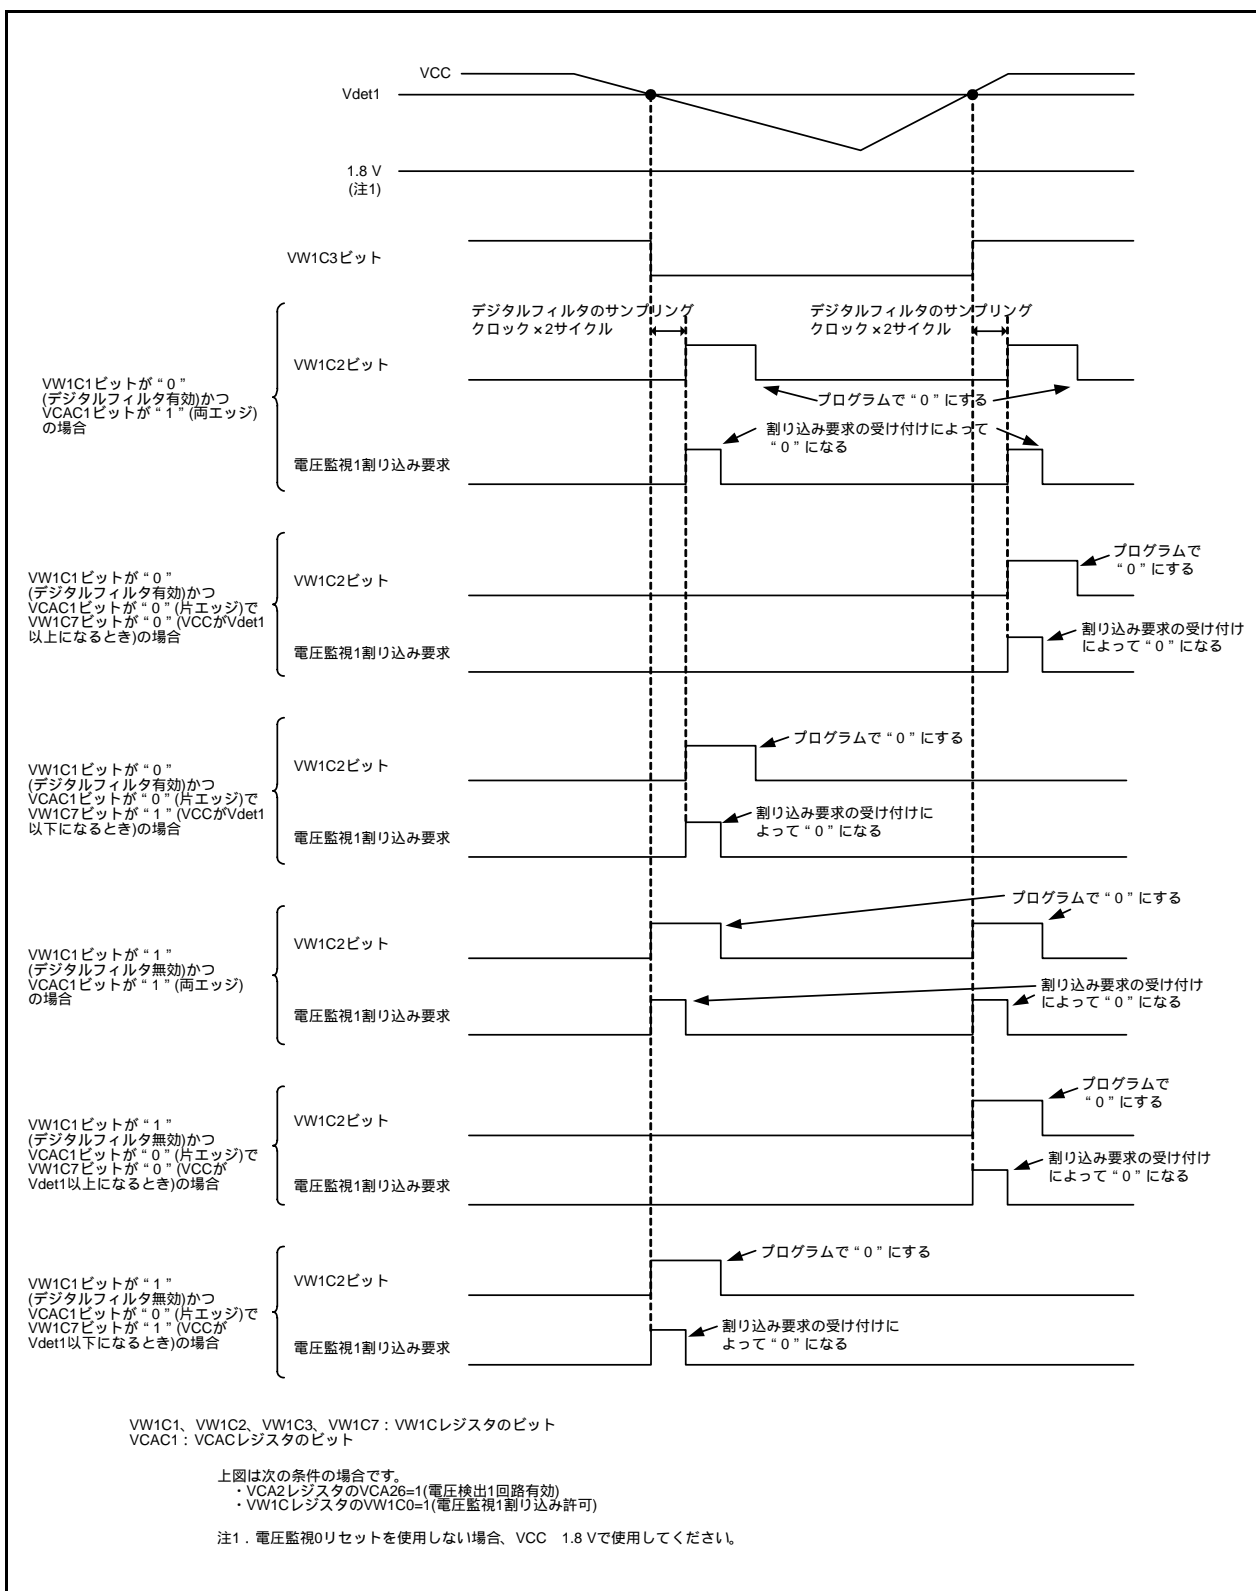 VCC
Vdet1
1.8 V
(注1)
VW1C3ビット
デジタルフィルタのサンプリング
クロック×2サイクル
デジタルフィルタのサンプリング
クロック×2サイクル
VW1C1ビットが“0”
(デジタルフィルタ有効)かつ
VCAC1ビットが“1”(両エッジ)
の場合
VW1C2ビット
プログラムで“0”にする
割り込み要求の受け付けによって
“0”になる
電圧監視1割り込み要求
VW1C1ビットが“0”
(デジタルフィルタ有効)かつ
VCAC1ビットが“0”(片エッジ)で
VW1C7ビットが“0”(VCCがVdet1
以上になるとき)の場合
VW1C2ビット
プログラムで
“0”にする
電圧監視1割り込み要求
割り込み要求の受け付け
によって“0”になる
VW1C1ビットが“0”
(デジタルフィルタ有効)かつ
VCAC1ビットが“0”(片エッジ)で
VW1C7ビットが“1”(VCCがVdet1
以下になるとき)の場合
VW1C2ビット
プログラムで“0”にする
電圧監視1割り込み要求
割り込み要求の受け付けに
よって“0”になる
VW1C1ビットが“1”
(デジタルフィルタ無効)かつ
VCAC1ビットが“1”(両エッジ)
の場合
VW1C2ビット
プログラムで“0”にする
電圧監視1割り込み要求
割り込み要求の受け付け
によって“0”になる
VW1C1ビットが“1”
(デジタルフィルタ無効)かつ
VCAC1ビットが“0”(片エッジ)で
VW1C7ビットが“0”(VCCが
Vdet1以上になるとき)の場合
VW1C2ビット
プログラムで
“0”にする
電圧監視1割り込み要求
割り込み要求の受け付け
によって“0”になる
VW1C1ビットが“1”
(デジタルフィルタ無効)かつ
VCAC1ビットが“0”(片エッジ)で
VW1C7ビットが“1”(VCCが
Vdet1以下になるとき)の場合
VW1C2ビット
プログラムで“0”にする
電圧監視1割り込み要求
割り込み要求の受け付けに
よって“0”になる
VW1C1、VW1C2、VW1C3、VW1C7：VW1Cレジスタのビット
VCAC1：VCACレジスタのビット
上図は次の条件の場合です。
・VCA2レジスタのVCA26=1(電圧検出1回路有効)
・VW1CレジスタのVW1C0=1(電圧監視1割り込み許可)
注1．電圧監視0リセットを使用しない場合、VCC　1.8 Vで使用してください。